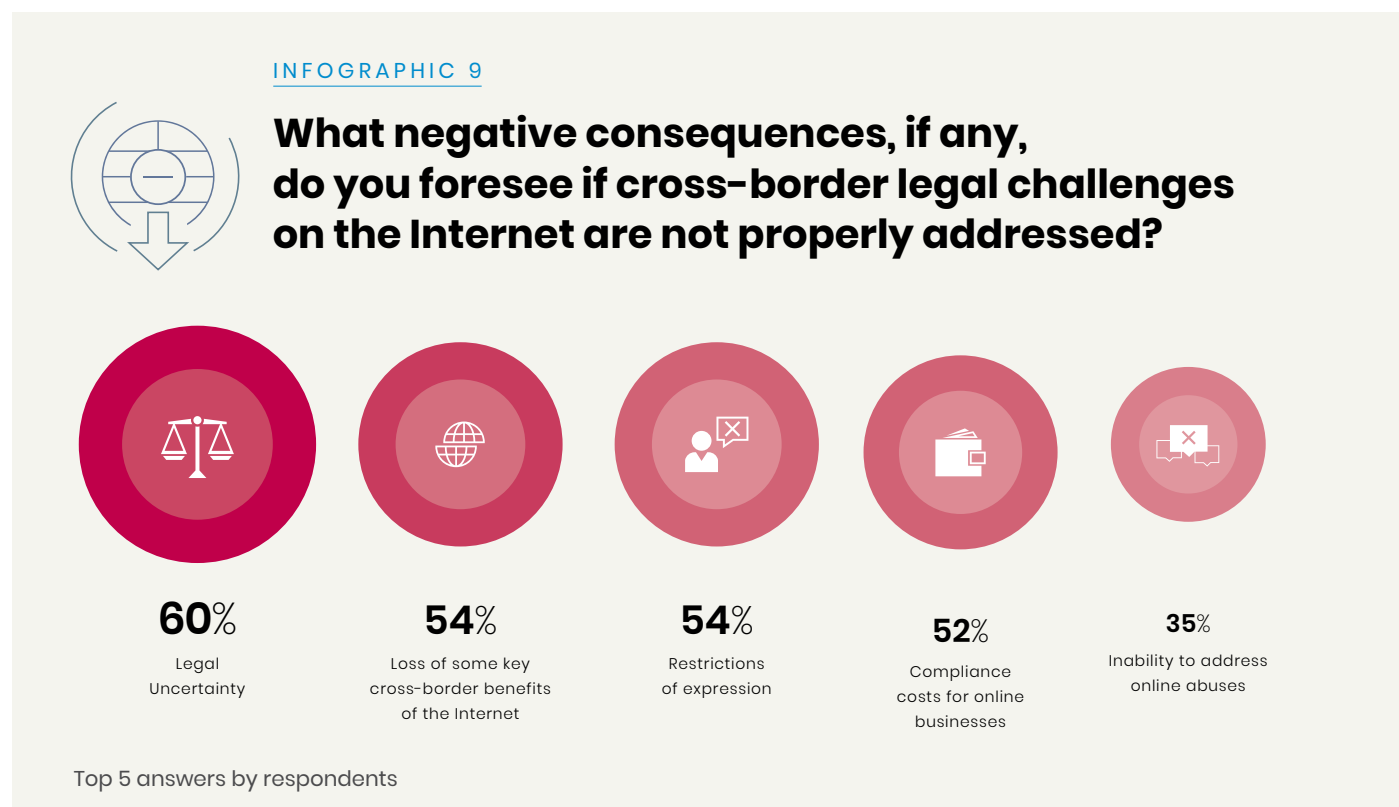 INFOGRAPHIC 9
What negative consequences, if any,
do you foresee if cross-border legal challenges
on the Internet are not properly addressed?
60%
Legal
Uncertainty
54%
Loss of some key
cross-border benefits
of the Internet
54%
Restrictions
of expression
52%
Compliance
costs for online
businesses
35%
Inability to address
online abuses
Top 5 answers by respondents